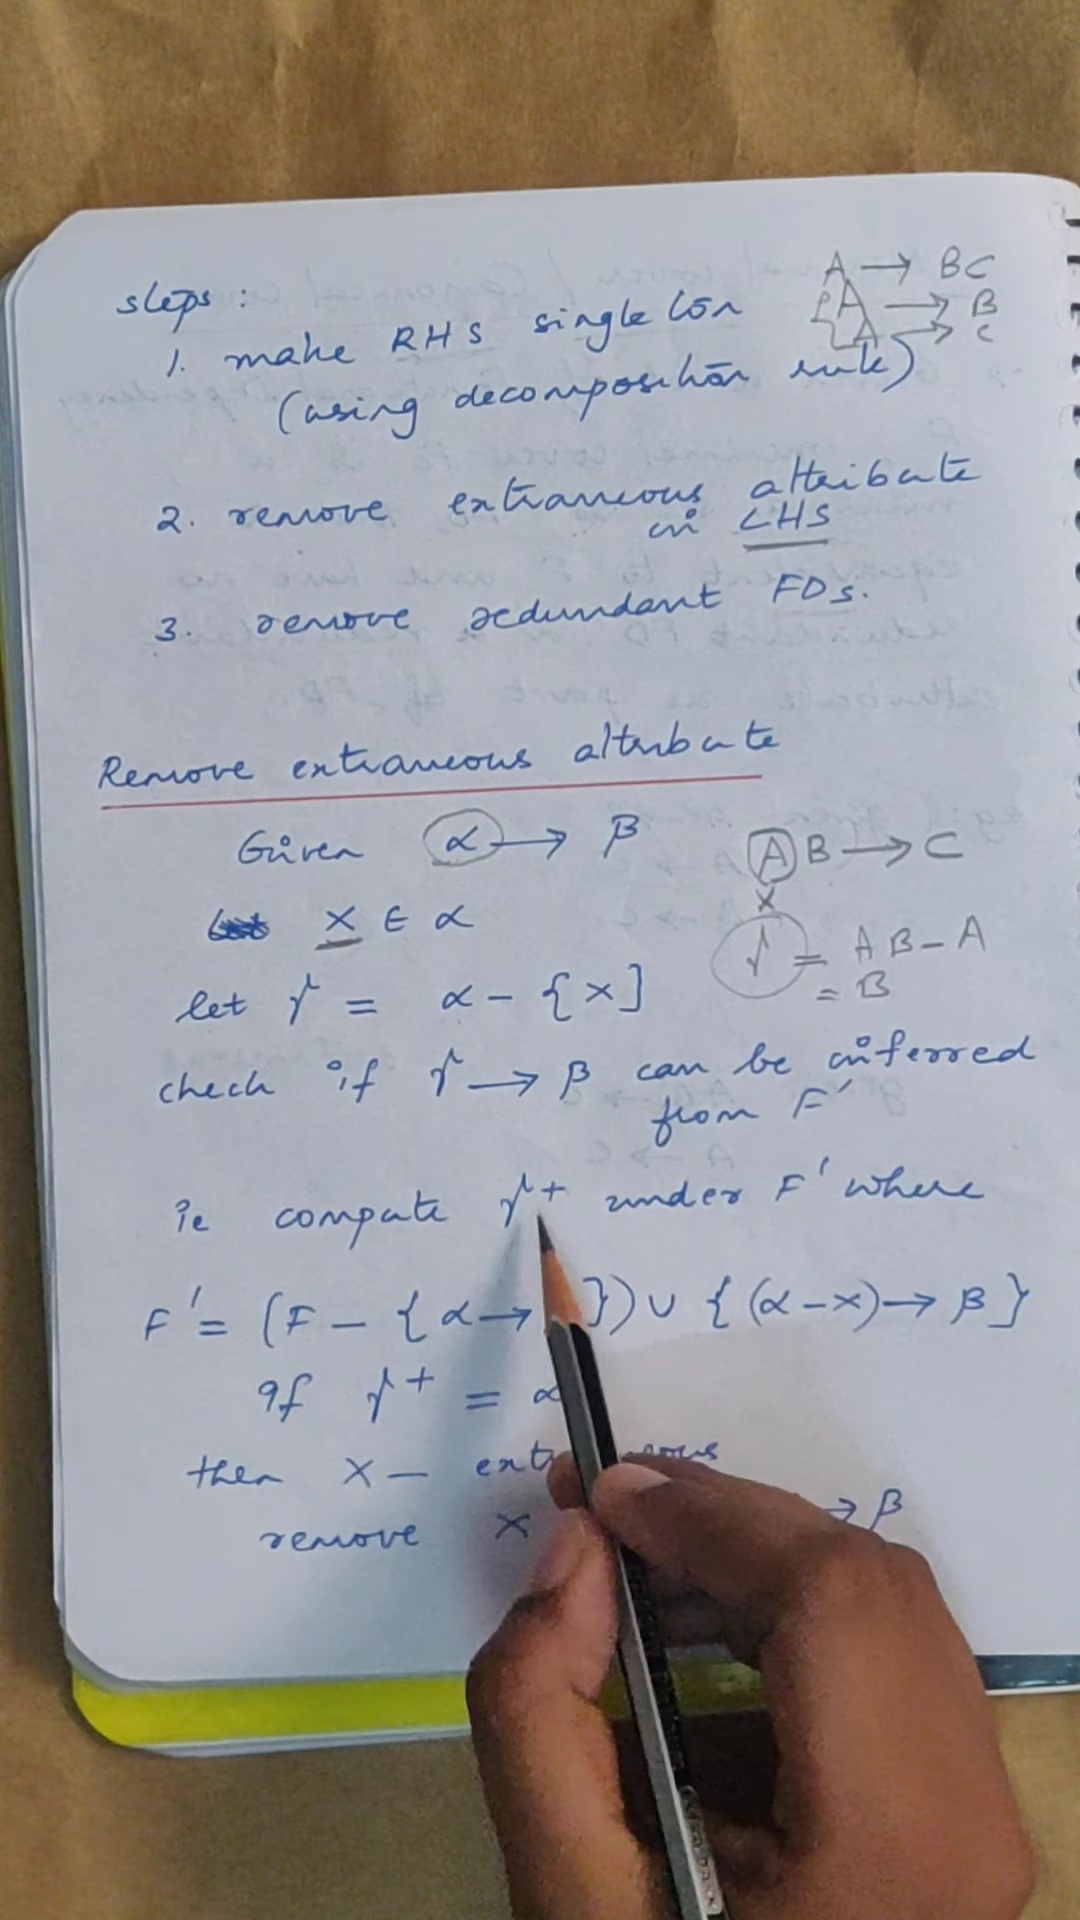 steps :
A → BC
A → B
A → C
1. make RHS single ton
(using decomposition rule)
2. remove extraneous attribute
in LHS
3. remove redundant FDs.
Remove extraneous attribute
Given α → β
AB → C
x
X ∈ α
γ = AB - A
= B
let γ = α - {x}
check if γ → β can be inferred
from F'
ie compute γ+ under F' where
F' = (F - { α → }) ∪ { (α - x) → β }
If γ+ = α
then X - extraneous
remove X → β